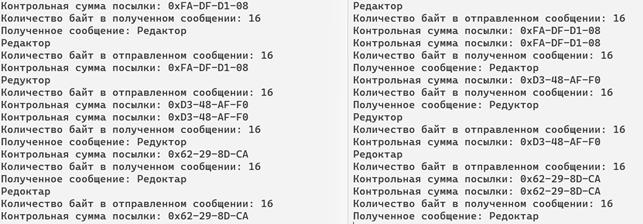 Контрольная сумма посылки: 0xFA-DF-D1-08
Количество байт в полученном сообщении: 16
Полученное сообщение: Редактор
Редактор
Количество байт в отправленном сообщении: 16
Контрольная сумма посылки: 0xFA-DF-D1-08
Редуктор
Количество байт в отправленном сообщении: 16
Контрольная сумма посылки: 0xD3-48-AF-F0
Контрольная сумма посылки: 0xD3-48-AF-F0
Количество байт в полученном сообщении: 16
Полученное сообщение: Редуктор
Контрольная сумма посылки: 0x62-29-8D-CA
Количество байт в полученном сообщении: 16
Полученное сообщение: Редоктар
Редоктар
Количество байт в отправленном сообщении: 16
Контрольная сумма посылки: 0x62-29-8D-CA
Редактор
Количество байт в отправленном сообщении: 16
Контрольная сумма посылки: 0xFA-DF-D1-08
Контрольная сумма посылки: 0xFA-DF-D1-08
Количество байт в полученном сообщении: 16
Полученное сообщение: Редактор
Контрольная сумма посылки: 0xD3-48-AF-F0
Количество байт в полученном сообщении: 16
Полученное сообщение: Редуктор
Редуктор
Количество байт в отправленном сообщении: 16
Контрольная сумма посылки: 0xD3-48-AF-F0
Редоктар
Количество байт в отправленном сообщении: 16
Контрольная сумма посылки: 0x62-29-8D-CA
Контрольная сумма посылки: 0x62-29-8D-CA
Количество байт в полученном сообщении: 16
Полученное сообщение: Редоктар